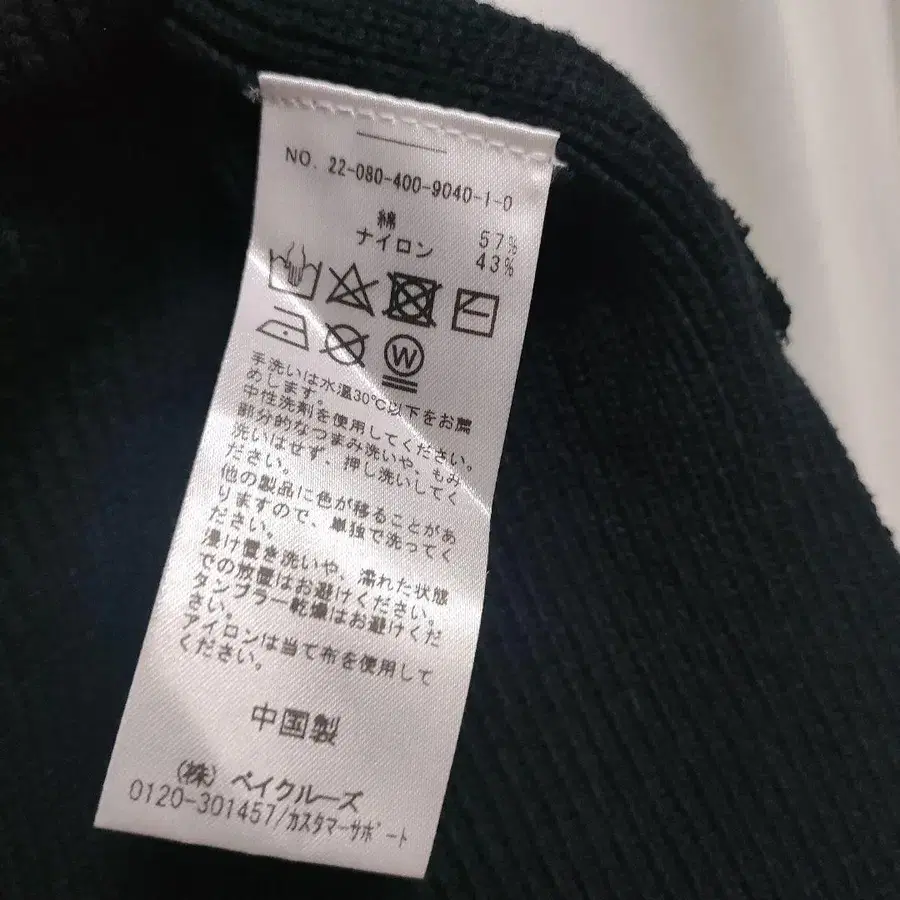 NO. 22-080-400-9040-1-0
綿 57%
ナイロン 43%
W
手洗いは水温30℃以下をお薦
めします。
中性洗剤を使用してください。
部分的なつまみ洗いや、もみ
洗いはせず、押し洗いしてく
ださい。
他の製品に色が移ることがあ
りますので、単独で洗ってく
ださい。
浸け置き洗いや、濡れた状態
での放置はお避けください。
タンブラー乾燥はお避けくだ
さい。
アイロンは当て布を使用して
ください。
中国製
(株) ベイクルーズ
0120-301457/カスタマーサポート